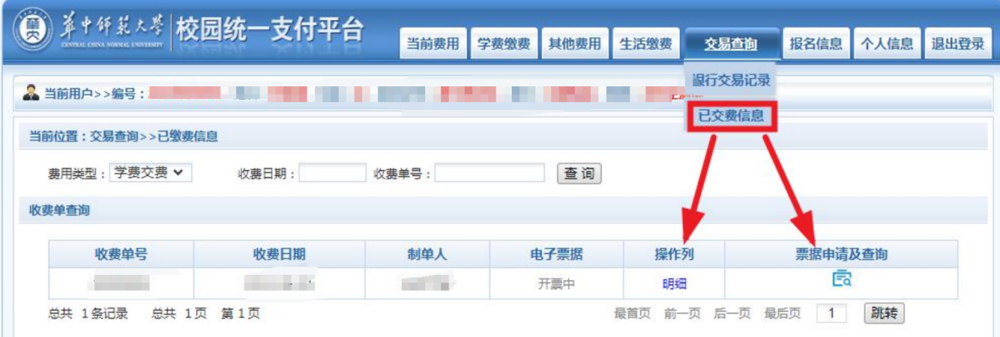 華中師範大學 校园统一支付平台
CENTRAL CHINA NORMAL UNIVERSITY
当前费用 学费缴费 其他费用 生活缴费 交易查询 报名信息 个人信息 退出登录
银行交易记录
当前用户>>编号：
已交费信息
当前位置：交易查询>>已缴费信息
费用类型： 学费交费 收费日期： 收费单号： 查 询
收费单查询
收费单号 收费日期 制单人 电子票据 操作列 票据申请及查询
开票中 明细
总共 1条记录 总共 1页 第1页 最首页 前一页 后一页 最后页 1 跳转